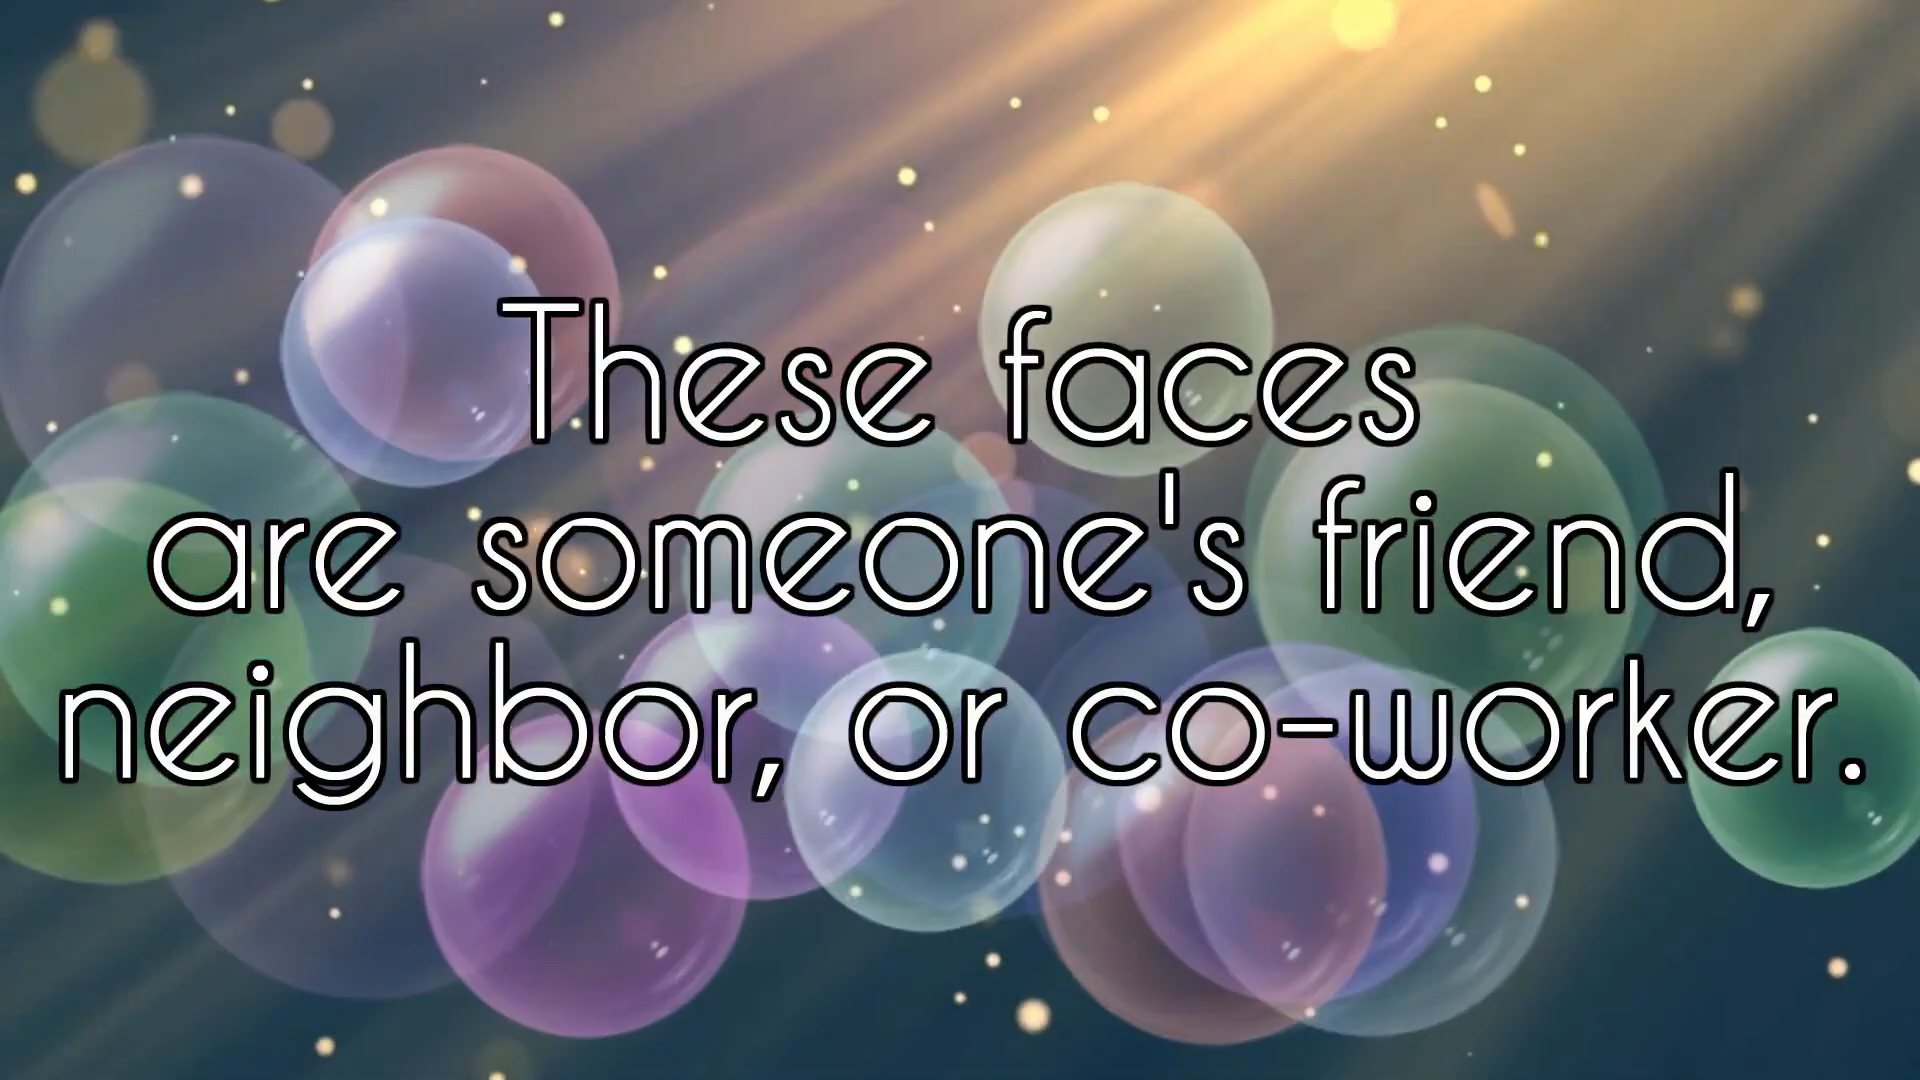 These faces
are someone's friend,
neighbor, or co-worker.